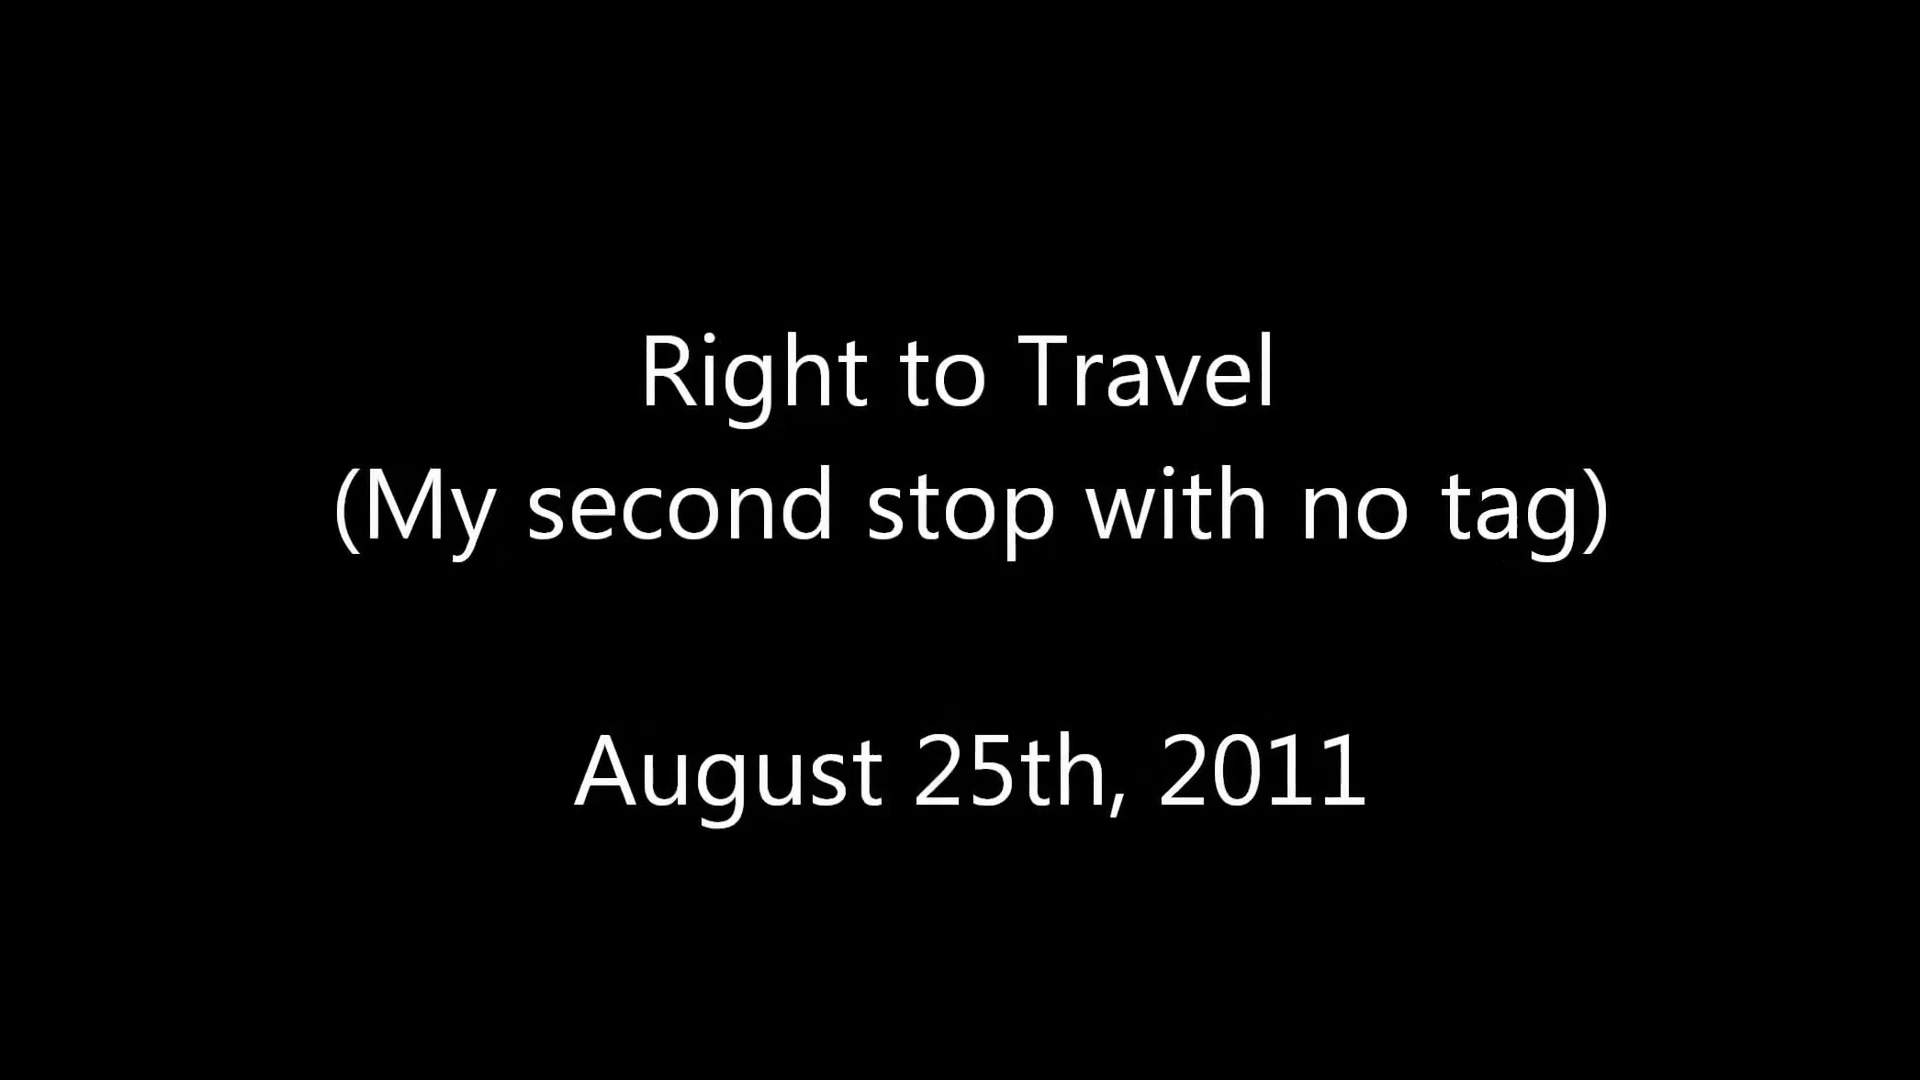 Right to Travel
(My second stop with no tag)
August 25th, 2011